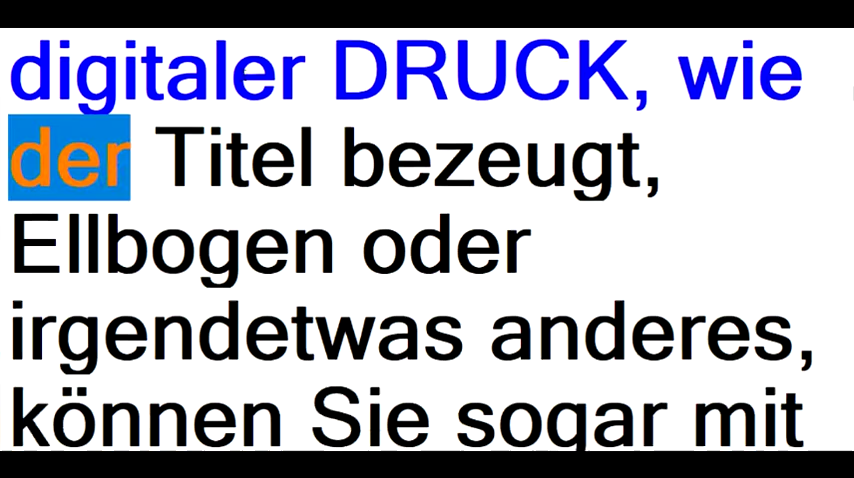 digitaler DRUCK, wie
der Titel bezeugt,
Ellbogen oder
irgendetwas anderes,
können Sie sogar mit